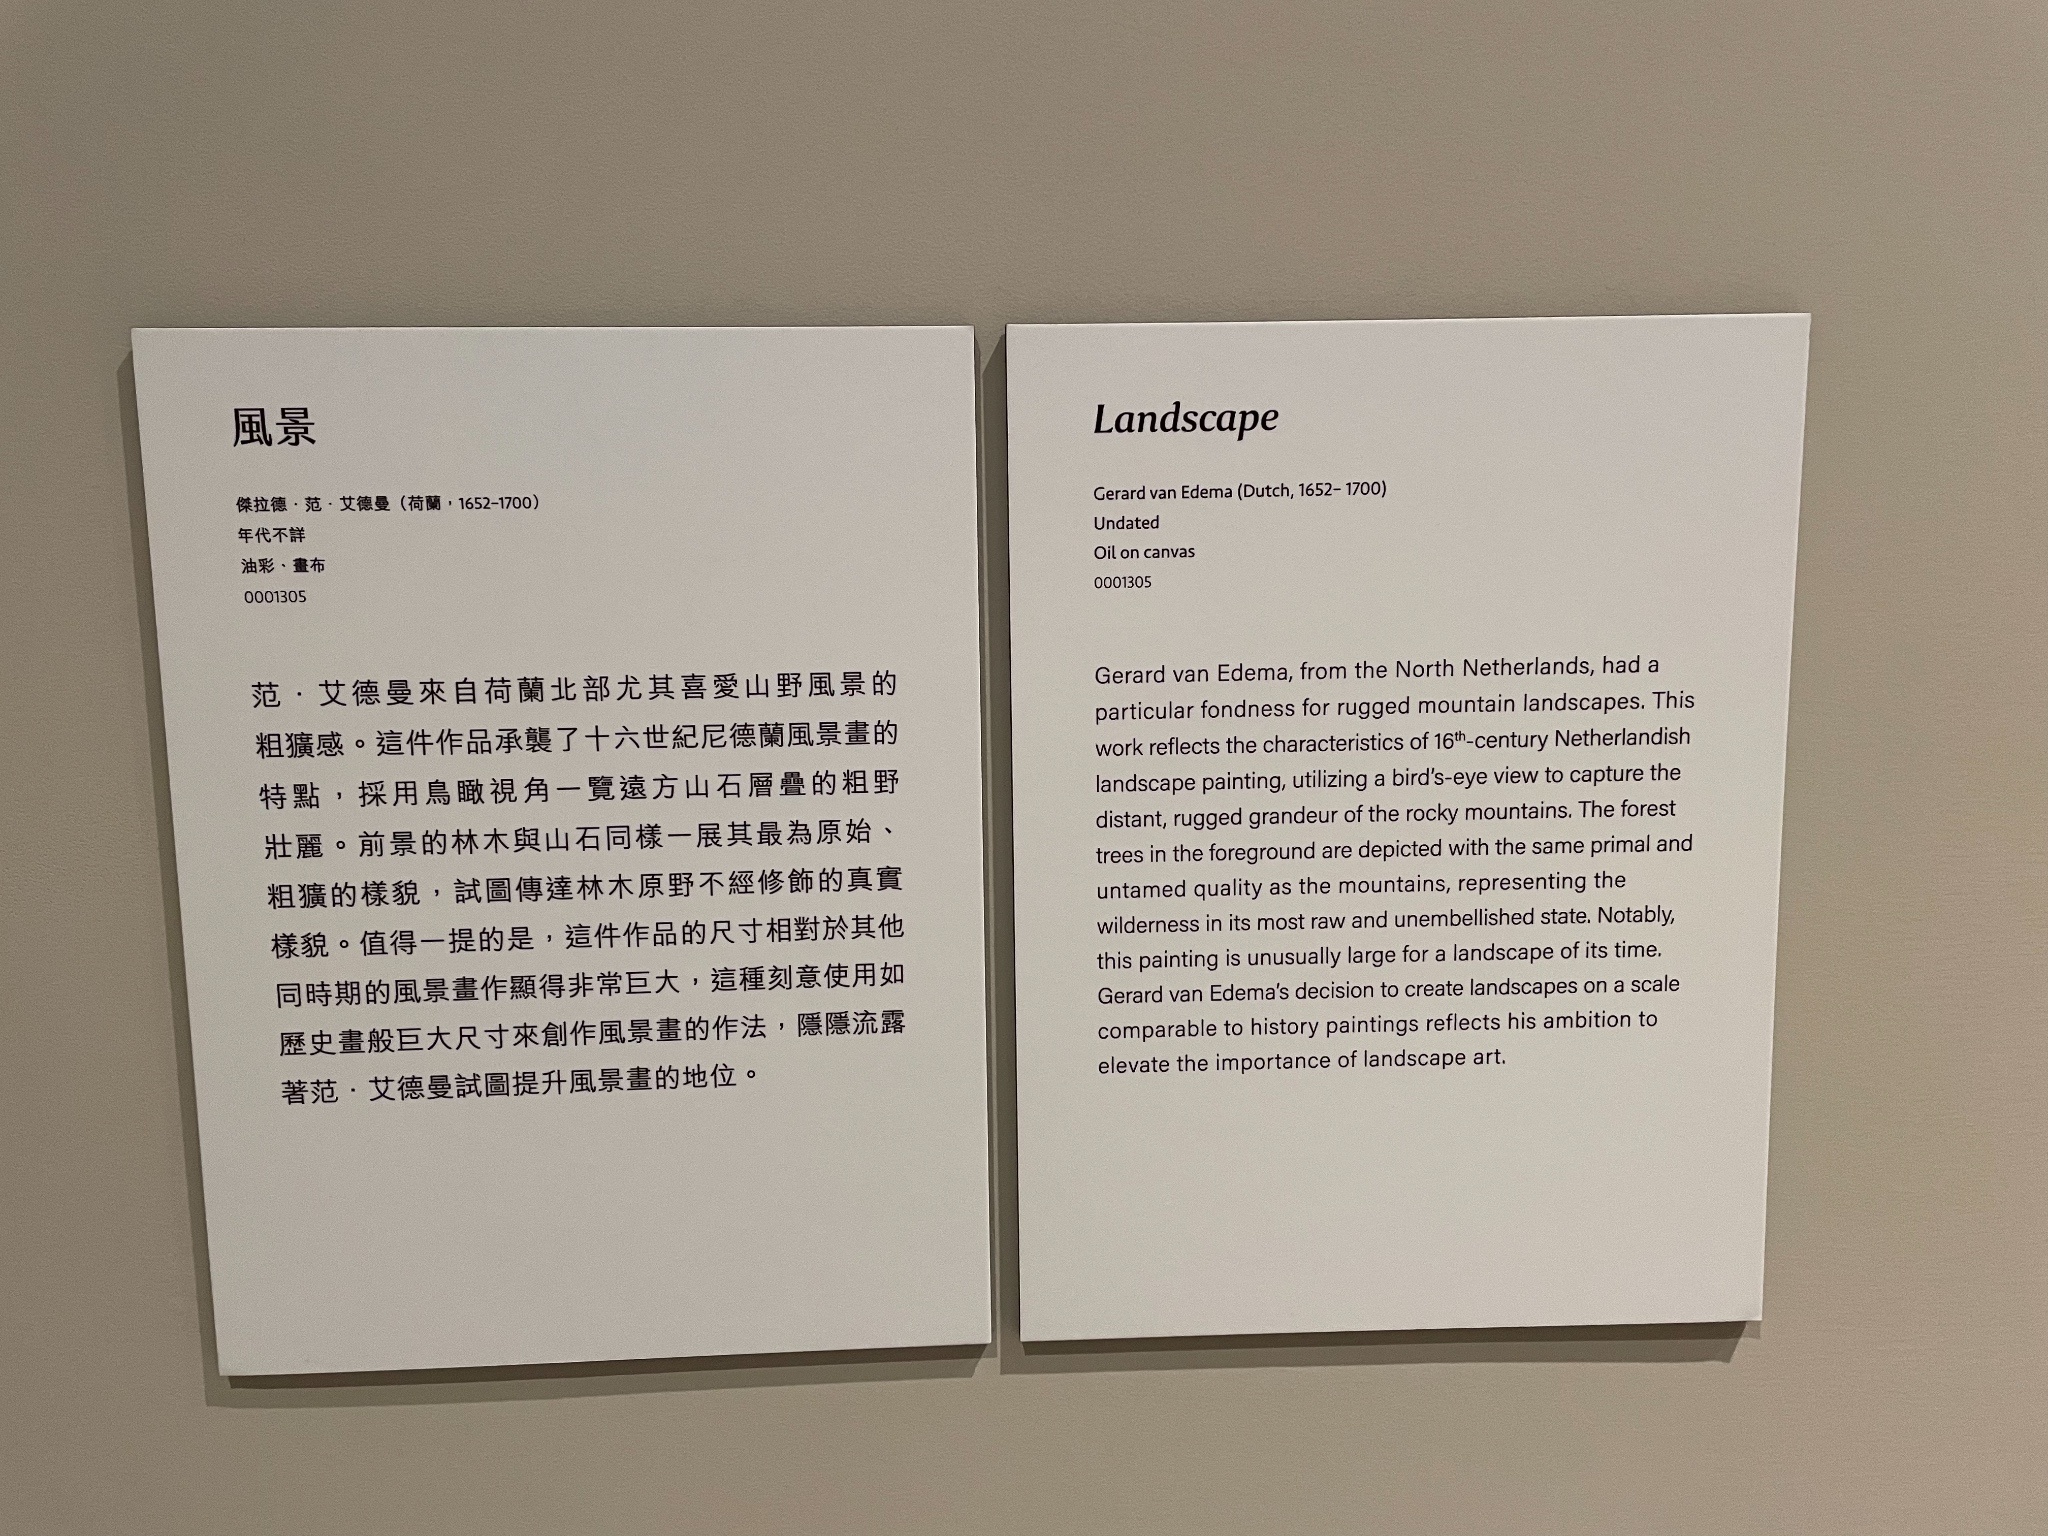 風景
傑拉德．范．艾德曼（荷蘭，1652–1700）
年代不詳
油彩、畫布
0001305
范．艾德曼來自荷蘭北部尤其喜愛山野風景的
粗獷感。這件作品承襲了十六世紀尼德蘭風景畫的
特點，採用鳥瞰視角一覽遠方山石層疊的粗野
壯麗。前景的林木與山石同樣一展其最為原始、
粗獷的樣貌，試圖傳達林木原野不經修飾的真實
樣貌。值得一提的是，這件作品的尺寸相對於其他
同時期的風景畫作顯得非常巨大，這種刻意使用如
歷史畫般巨大尺寸來創作風景畫的作法，隱隱流露
著范．艾德曼試圖提升風景畫的地位。
Landscape
Gerard van Edema (Dutch, 1652– 1700)
Undated
Oil on canvas
0001305
Gerard van Edema, from the North Netherlands, had a
particular fondness for rugged mountain landscapes. This
work reflects the characteristics of 16th-century Netherlandish
landscape painting, utilizing a bird's-eye view to capture the
distant, rugged grandeur of the rocky mountains. The forest
trees in the foreground are depicted with the same primal and
untamed quality as the mountains, representing the
wilderness in its most raw and unembellished state. Notably,
this painting is unusually large for a landscape of its time.
Gerard van Edema's decision to create landscapes on a scale
comparable to history paintings reflects his ambition to
elevate the importance of landscape art.